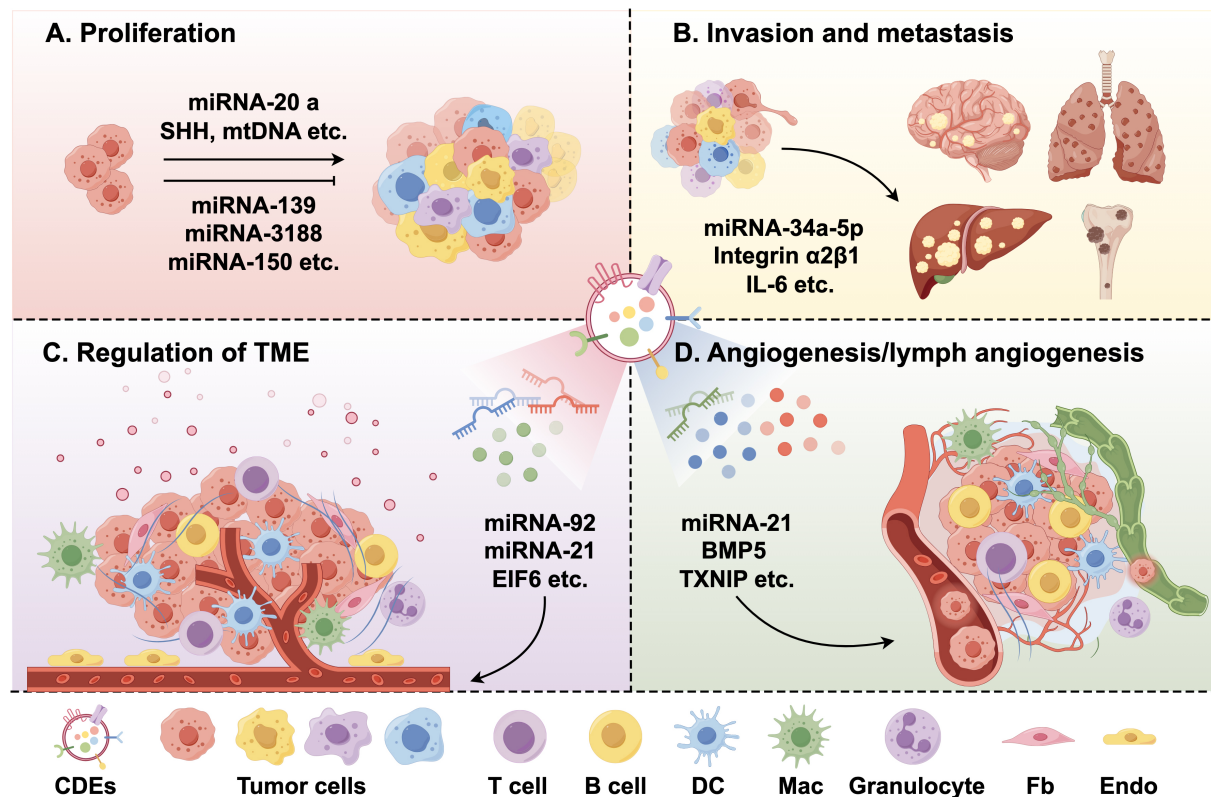 A. Proliferation
miRNA-20 a
SHH, mtDNA etc.
miRNA-139
miRNA-3188
miRNA-150 etc.
B. Invasion and metastasis
miRNA-34a-5p
Integrin α2β1
IL-6 etc.
C. Regulation of TME
miRNA-92
miRNA-21
EIF6 etc.
D. Angiogenesis/lymph angiogenesis
miRNA-21
BMP5
TXNIP etc.
CDEs
Tumor cells
T cell
B cell
DC
Mac
Granulocyte
Fb
Endo